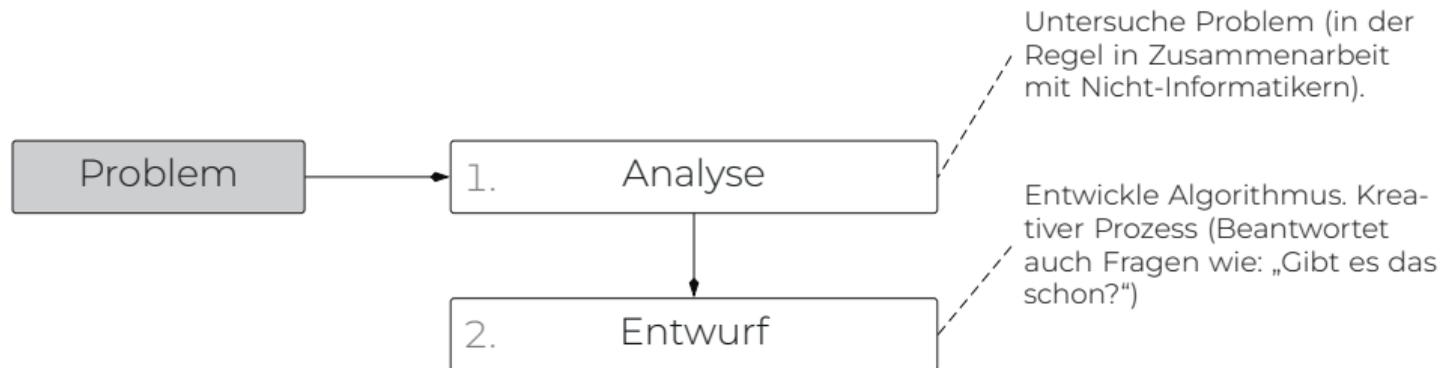 Untersuche Problem (in der
Regel in Zusammenarbeit
mit Nicht-Informatikern).
Problem
1. Analyse
Entwickle Algorithmus. Krea-
tiver Prozess (Beantwortet
auch Fragen wie: „Gibt es das
schon?“)
2. Entwurf